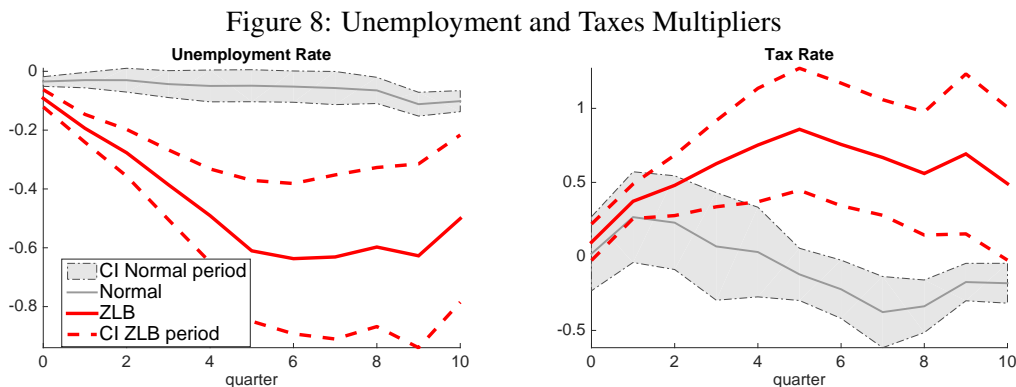 Figure 8: Unemployment and Taxes Multipliers
Unemployment Rate
0
-0.2
-0.4
-0.6
-0.8
CI Normal period
Normal
ZLB
CI ZLB period
0 2 4 6 8 10
quarter
Tax Rate
1
0.5
0
-0.5
0 2 4 6 8 10
quarter